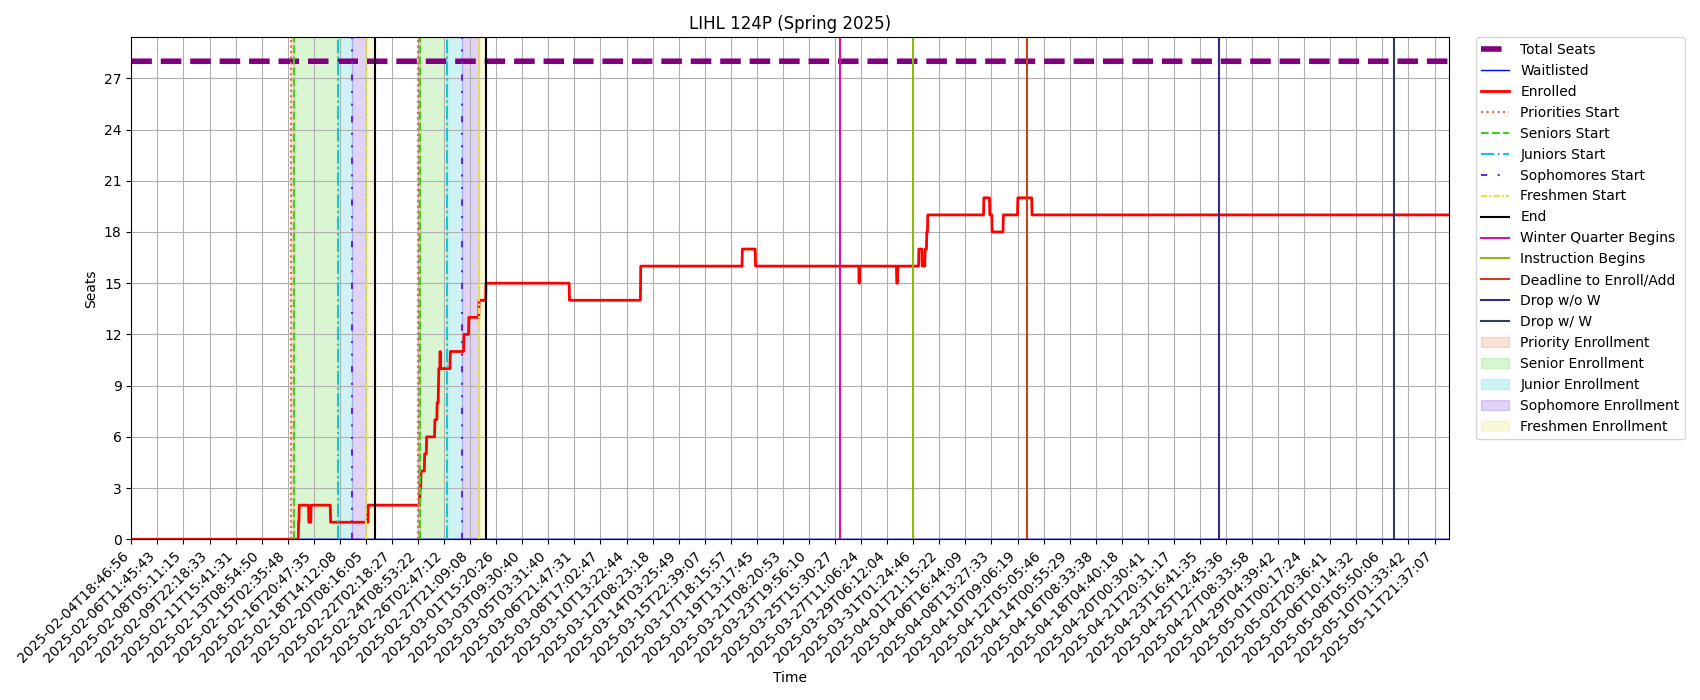 LIHL 124P (Spring 2025)
Seats
27
24
21
18
15
12
9
6
3
0
2025-02-04T18:46:56
2025-02-06T11:45:43
2025-02-08T05:11:15
2025-02-09T22:18:33
2025-02-11T15:41:31
2025-02-13T08:54:50
2025-02-15T02:35:48
2025-02-16T20:47:35
2025-02-18T14:12:08
2025-02-20T08:16:05
2025-02-22T02:18:27
2025-02-24T08:53:22
2025-02-26T02:47:12
2025-02-27T21:09:08
2025-03-01T15:20:26
2025-03-03T09:30:40
2025-03-05T03:31:40
2025-03-06T21:47:31
2025-03-08T17:02:47
2025-03-10T13:22:44
2025-03-12T08:23:18
2025-03-14T03:25:49
2025-03-15T22:39:07
2025-03-17T18:15:57
2025-03-19T13:17:45
2025-03-21T08:20:53
2025-03-23T19:56:10
2025-03-25T15:30:27
2025-03-27T11:06:24
2025-03-29T06:12:04
2025-03-31T01:24:46
2025-04-01T21:15:22
2025-04-06T16:44:09
2025-04-08T13:27:33
2025-04-10T09:06:19
2025-04-12T05:05:46
2025-04-14T00:55:29
2025-04-16T08:33:38
2025-04-18T04:40:18
2025-04-20T00:30:41
2025-04-21T20:31:17
2025-04-23T16:41:35
2025-04-25T12:45:36
2025-04-27T08:33:58
2025-04-29T04:39:42
2025-05-01T00:17:24
2025-05-02T20:36:41
2025-05-06T10:14:32
2025-05-08T05:50:06
2025-05-10T01:33:42
2025-05-11T21:37:07
Time
Total Seats
Waitlisted
Enrolled
Priorities Start
Seniors Start
Juniors Start
Sophomores Start
Freshmen Start
End
Winter Quarter Begins
Instruction Begins
Deadline to Enroll/Add
Drop w/o W
Drop w/ W
Priority Enrollment
Senior Enrollment
Junior Enrollment
Sophomore Enrollment
Freshmen Enrollment